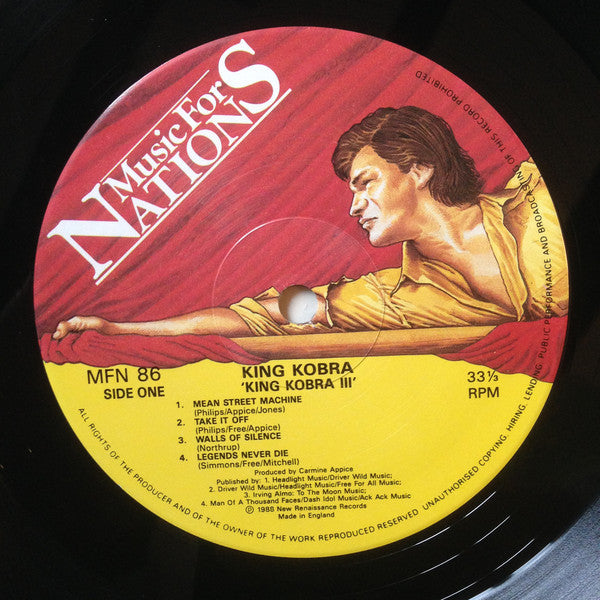 Music For
NATIONS
MFN 86
SIDE ONE
KING KOBRA
'KING KOBRA III'
33⅓
RPM
1. MEAN STREET MACHINE
(Philips/Appice/Jones)
2. TAKE IT OFF
(Philips/Free/Appice)
3. WALLS OF SILENCE
(Northrup)
4. LEGENDS NEVER DIE
(Simmons/Free/Mitchell)
Produced by Carmine Appice
Published by: 1. Headlight Music/Driver Wild Music;
2. Driver Wild Music/Headlight Music/Free For All Music;
3. Irving Almo: To The Moon Music;
4. Man Of A Thousand Faces/Dash Idol Music/Ack Ack Music
℗ 1988 New Renaissance Records
Made in England
ALL RIGHTS OF THE PRODUCER AND OF THE OWNER OF THE WORK REPRODUCED RESERVED. UNAUTHORISED COPYING, HIRING, LENDING, PUBLIC PERFORMANCE AND BROADCASTING OF THIS RECORD PROHIBITED